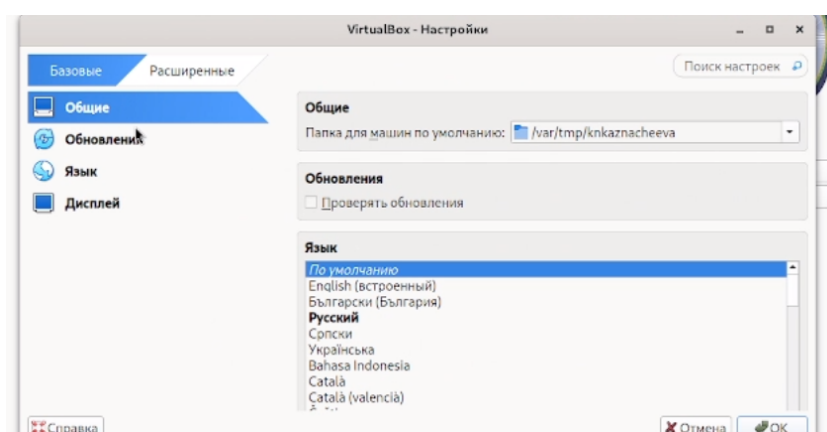 VirtualBox - Настройки
Базовые Расширенные Поиск настроек
Общие
Обновления
Язык
Дисплей
Общие
Папка для машин по умолчанию: /var/tmp/knkaznacheeva
Обновления
Проверять обновления
Язык
По умолчанию
English (встроенный)
Български (България)
Русский
Српски
Українська
Bahasa Indonesia
Català
Català (valencià)
Справка Отмена OK